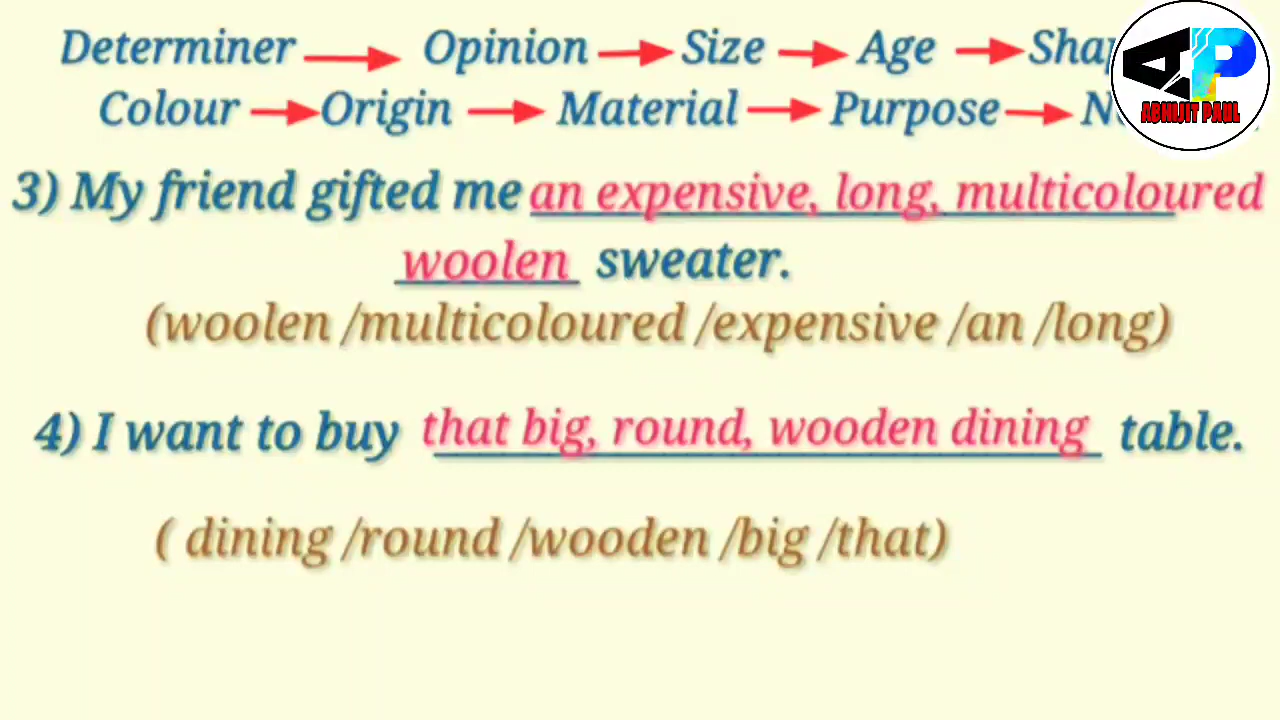 Determiner → Opinion → Size → Age →
Colour → Origin → Material → Purpose →
ABHIJIT PAUL
3) My friend gifted me an expensive, long, multicoloured
woolen sweater.
(woolen /multicoloured /expensive /an /long)
4) I want to buy that big, round, wooden dining table.
( dining /round /wooden /big /that)